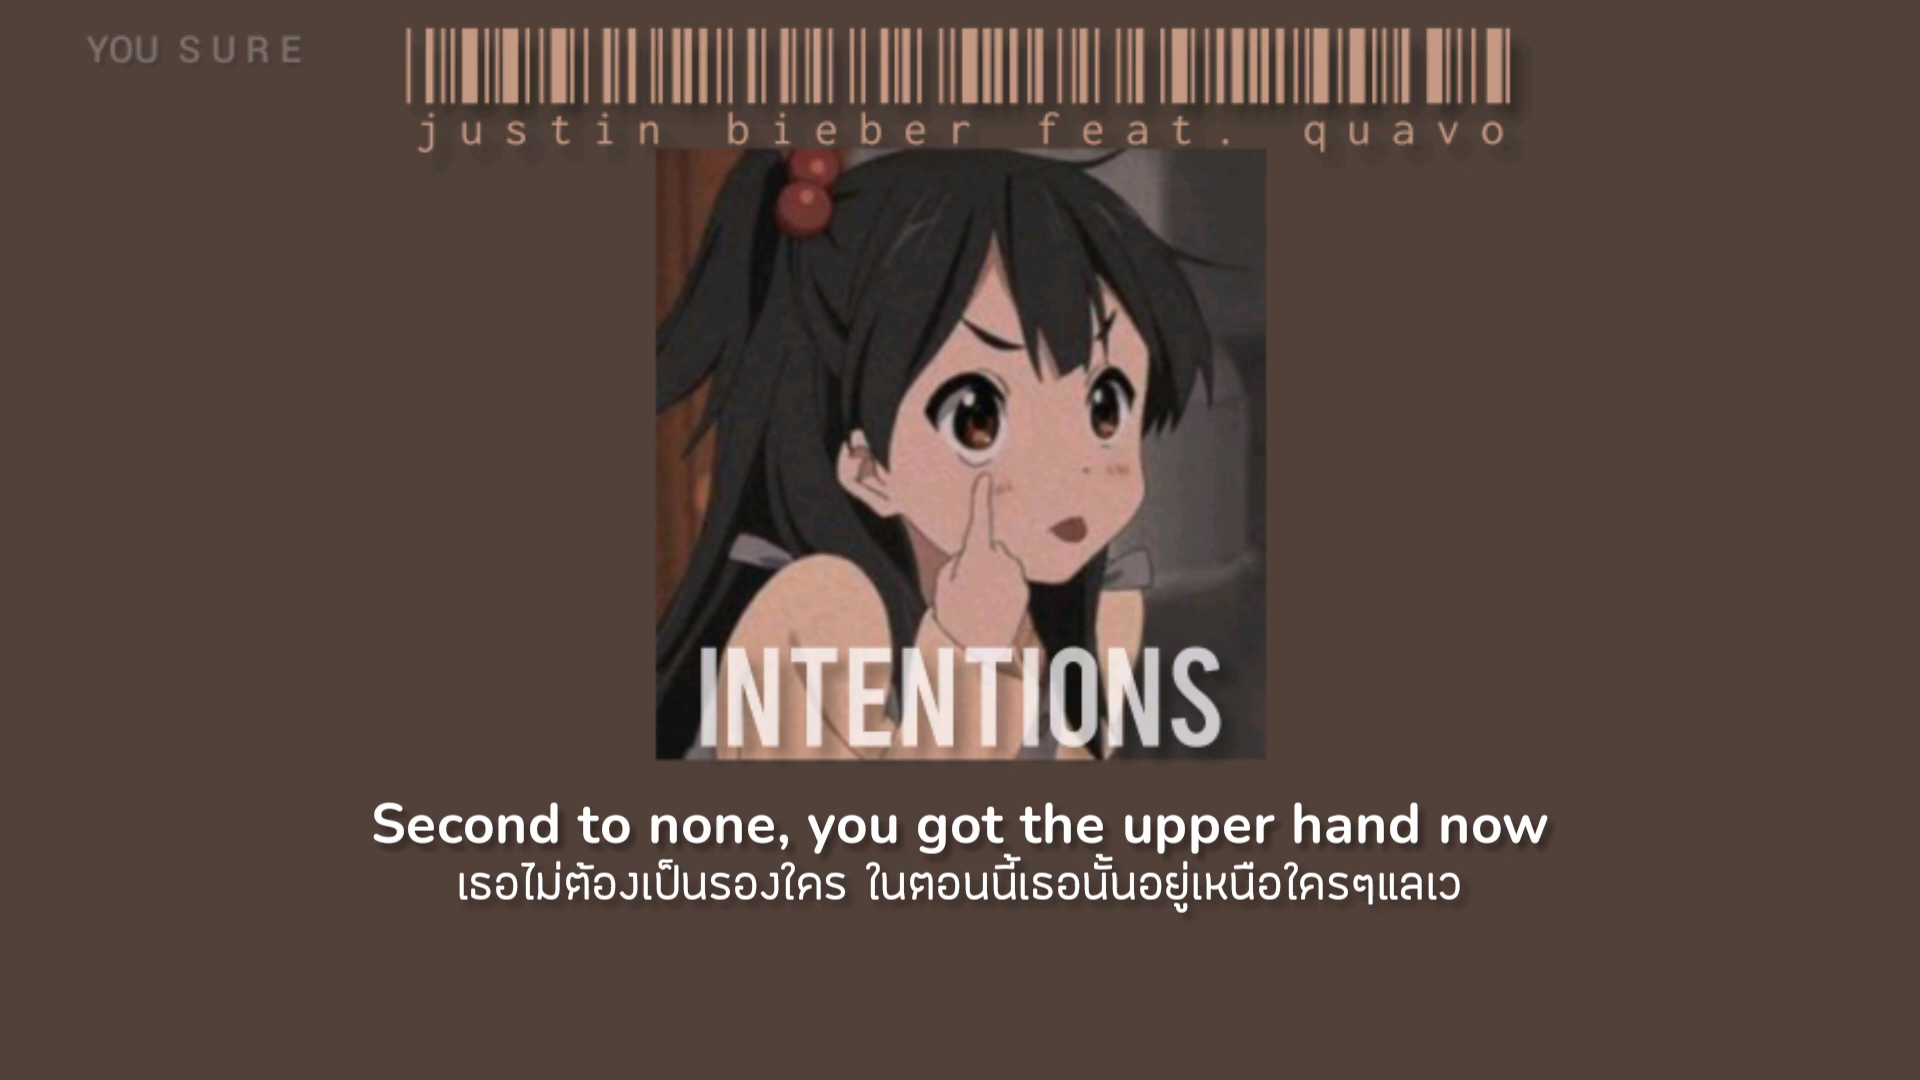 YOU SURE
justin bieber feat. quavo
INTENTIONS
Second to none, you got the upper hand now
เธอไม่ต้องเป็นรองใคร ในตอนนี้เธอนั้นอยู่เหนือใครๆแลเว